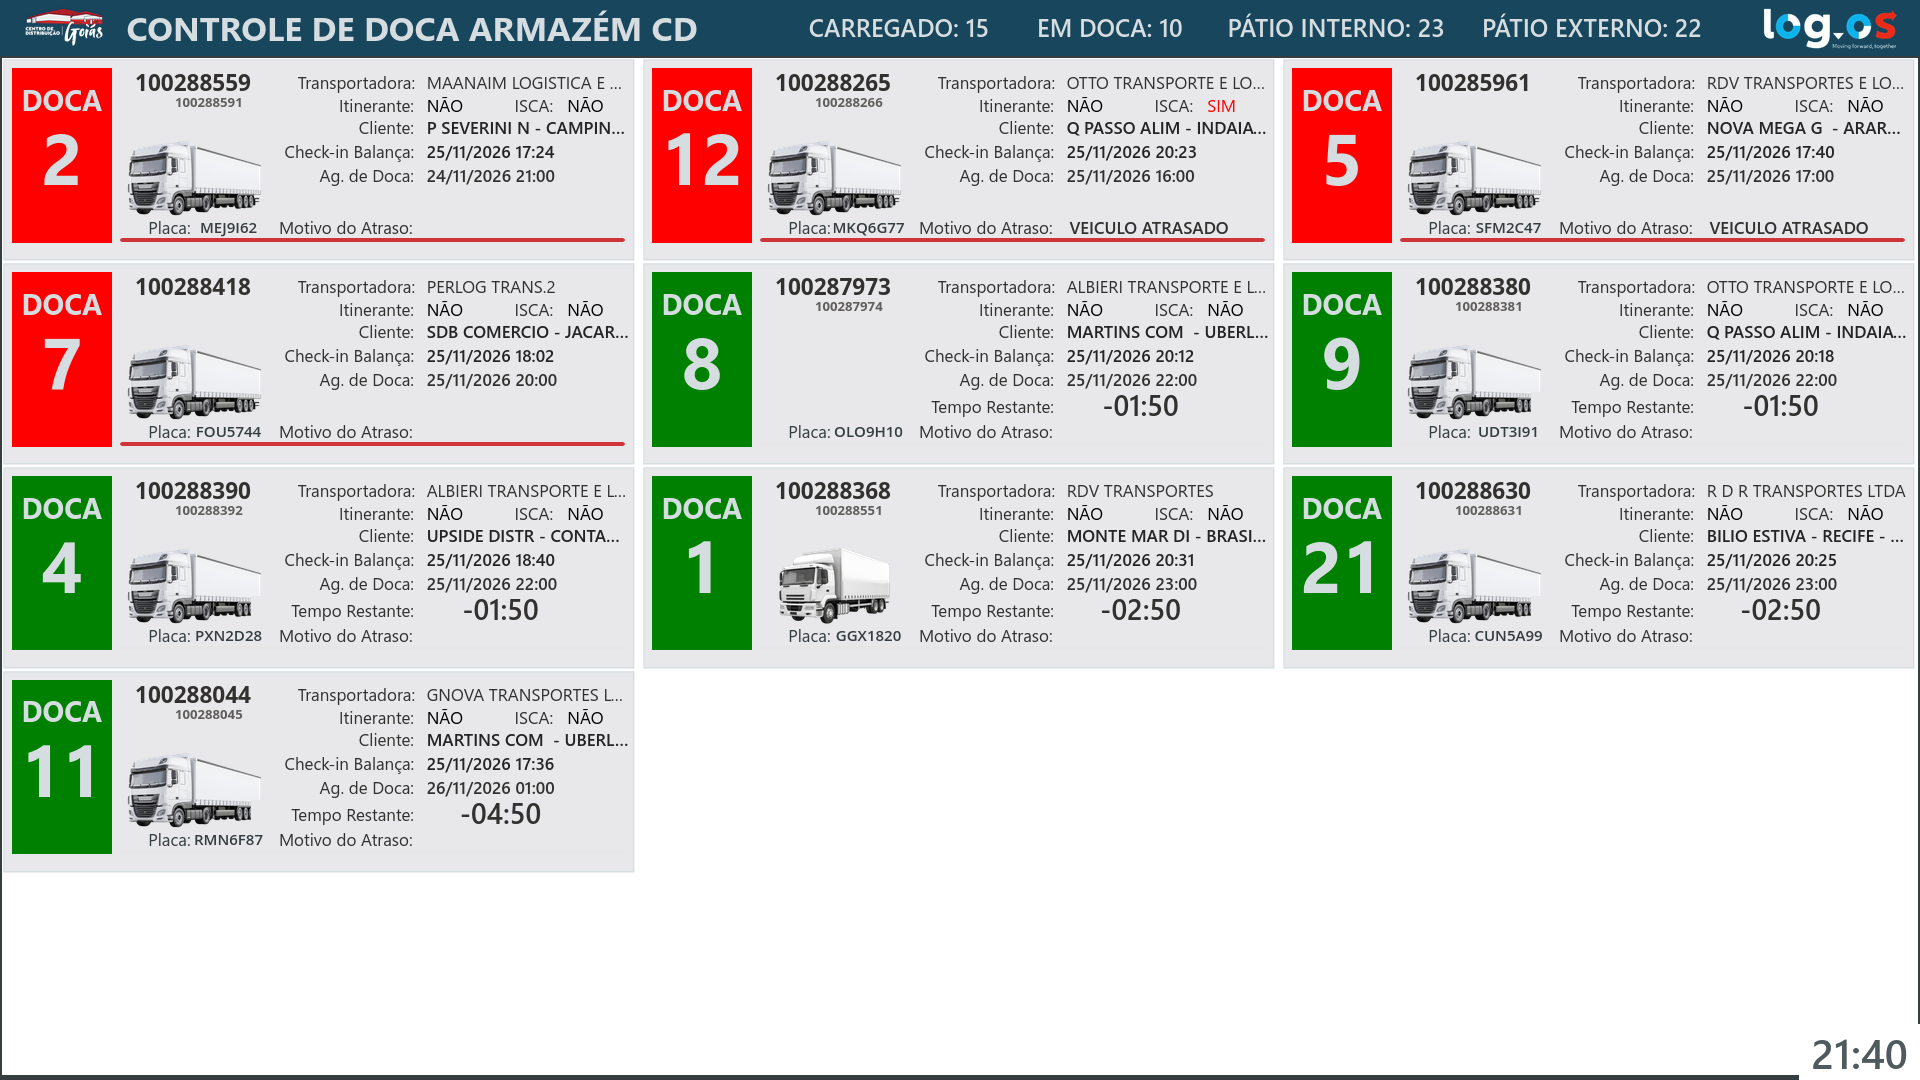 CENTRO DE DISTRIBUIÇÃO Goiás
CONTROLE DE DOCA ARMAZÉM CD
CARREGADO: 15
EM DOCA: 10
PÁTIO INTERNO: 23
PÁTIO EXTERNO: 22
log.os
Moving forward, together
DOCA
2
100288559
100288591
Transportadora: MAANAIM LOGISTICA E ...
Itinerante: NÃO ISCA: NÃO
Cliente: P SEVERINI N - CAMPIN...
Check-in Balança: 25/11/2026 17:24
Ag. de Doca: 24/11/2026 21:00
Placa: MEJ9I62 Motivo do Atraso:
DOCA
12
100288265
100288266
Transportadora: OTTO TRANSPORTE E LO...
Itinerante: NÃO ISCA: SIM
Cliente: Q PASSO ALIM - INDAIA...
Check-in Balança: 25/11/2026 20:23
Ag. de Doca: 25/11/2026 16:00
Placa: MKQ6G77 Motivo do Atraso: VEICULO ATRASADO
DOCA
5
100285961
Transportadora: RDV TRANSPORTES E LO...
Itinerante: NÃO ISCA: NÃO
Cliente: NOVA MEGA G - ARAR...
Check-in Balança: 25/11/2026 17:40
Ag. de Doca: 25/11/2026 17:00
Placa: SFM2C47 Motivo do Atraso: VEICULO ATRASADO
DOCA
7
100288418
Transportadora: PERLOG TRANS.2
Itinerante: NÃO ISCA: NÃO
Cliente: SDB COMERCIO - JACAR...
Check-in Balança: 25/11/2026 18:02
Ag. de Doca: 25/11/2026 20:00
Placa: FOU5744 Motivo do Atraso:
DOCA
8
100287973
100287974
Transportadora: ALBIERI TRANSPORTE E L...
Itinerante: NÃO ISCA: NÃO
Cliente: MARTINS COM - UBERL...
Check-in Balança: 25/11/2026 20:12
Ag. de Doca: 25/11/2026 22:00
Tempo Restante: -01:50
Placa: OLO9H10 Motivo do Atraso:
DOCA
9
100288380
100288381
Transportadora: OTTO TRANSPORTE E LO...
Itinerante: NÃO ISCA: NÃO
Cliente: Q PASSO ALIM - INDAIA...
Check-in Balança: 25/11/2026 20:18
Ag. de Doca: 25/11/2026 22:00
Tempo Restante: -01:50
Placa: UDT3I91 Motivo do Atraso:
DOCA
4
100288390
100288392
Transportadora: ALBIERI TRANSPORTE E L...
Itinerante: NÃO ISCA: NÃO
Cliente: UPSIDE DISTR - CONTA...
Check-in Balança: 25/11/2026 18:40
Ag. de Doca: 25/11/2026 22:00
Tempo Restante: -01:50
Placa: PXN2D28 Motivo do Atraso:
DOCA
1
100288368
100288551
Transportadora: RDV TRANSPORTES
Itinerante: NÃO ISCA: NÃO
Cliente: MONTE MAR DI - BRASI...
Check-in Balança: 25/11/2026 20:31
Ag. de Doca: 25/11/2026 23:00
Tempo Restante: -02:50
Placa: GGX1820 Motivo do Atraso:
DOCA
21
100288630
100288631
Transportadora: R D R TRANSPORTES LTDA
Itinerante: NÃO ISCA: NÃO
Cliente: BILIO ESTIVA - RECIFE - ...
Check-in Balança: 25/11/2026 20:25
Ag. de Doca: 25/11/2026 23:00
Tempo Restante: -02:50
Placa: CUN5A99 Motivo do Atraso:
DOCA
11
100288044
100288045
Transportadora: GNOVA TRANSPORTES L...
Itinerante: NÃO ISCA: NÃO
Cliente: MARTINS COM - UBERL...
Check-in Balança: 25/11/2026 17:36
Ag. de Doca: 26/11/2026 01:00
Tempo Restante: -04:50
Placa: RMN6F87 Motivo do Atraso:
21:40